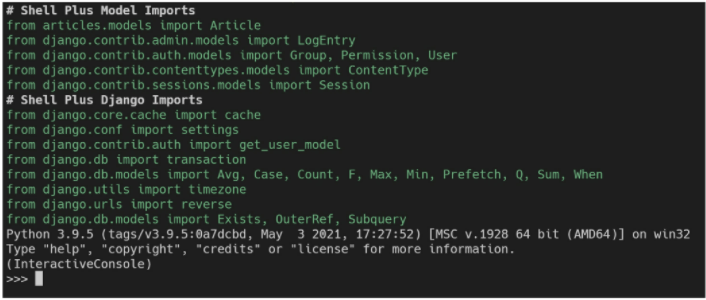 # Shell Plus Model Imports
from articles.models import Article
from django.contrib.admin.models import LogEntry
from django.contrib.auth.models import Group, Permission, User
from django.contrib.contenttypes.models import ContentType
from django.contrib.sessions.models import Session
# Shell Plus Django Imports
from django.core.cache import cache
from django.conf import settings
from django.contrib.auth import get_user_model
from django.db import transaction
from django.db.models import Avg, Case, Count, F, Max, Min, Prefetch, Q, Sum, When
from django.utils import timezone
from django.urls import reverse
from django.db.models import Exists, OuterRef, Subquery
Python 3.9.5 (tags/v3.9.5:0a7dcbd, May  3 2021, 17:27:52) [MSC v.1928 64 bit (AMD64)] on win32
Type "help", "copyright", "credits" or "license" for more information.
(InteractiveConsole)
>>>